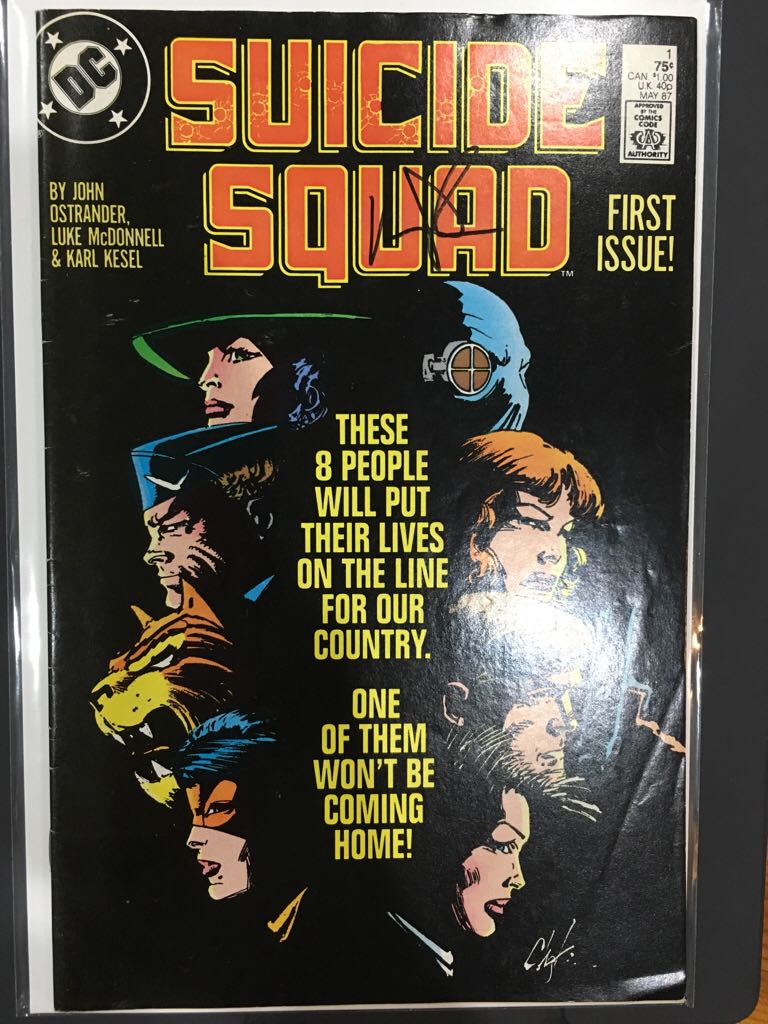 DC
SUICIDE
SQUAD
TM
1
75¢
CAN. $1.00
U.K. 40p
MAY 87
APPROVED
BY THE
COMICS
CODE
AUTHORITY
BY JOHN
OSTRANDER,
LUKE McDONNELL
& KARL KESEL
FIRST
ISSUE!
THESE
8 PEOPLE
WILL PUT
THEIR LIVES
ON THE LINE
FOR OUR
COUNTRY.
ONE
OF THEM
WON'T BE
COMING
HOME!